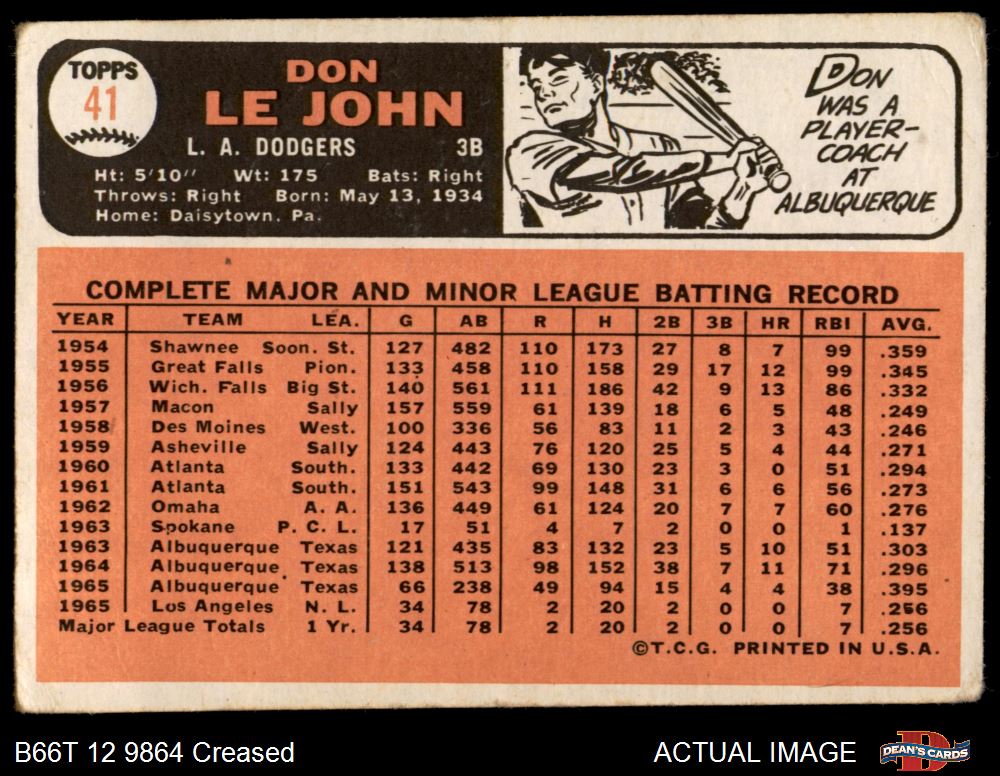 TOPPS
41
DON
LE JOHN
L. A. DODGERS 3B
Ht: 5'10" Wt: 175 Bats: Right
Throws: Right Born: May 13, 1934
Home: Daisytown, Pa.
DON
WAS A
PLAYER-
COACH
AT
ALBUQUERQUE
COMPLETE MAJOR AND MINOR LEAGUE BATTING RECORD
YEAR TEAM LEA. G AB R H 2B 3B HR RBI AVG.
1954 Shawnee Soon. St. 127 482 110 173 27 8 7 99 .359
1955 Great Falls Pion. 133 458 110 158 29 17 12 99 .345
1956 Wich. Falls Big St. 140 561 111 186 42 9 13 86 .332
1957 Macon Sally 157 559 61 139 18 6 5 48 .249
1958 Des Moines West. 100 336 56 83 11 2 3 43 .246
1959 Asheville Sally 124 443 76 120 25 5 4 44 .271
1960 Atlanta South. 133 442 69 130 23 3 0 51 .294
1961 Atlanta South. 151 543 99 148 31 6 6 56 .273
1962 Omaha A. A. 136 449 61 124 20 7 7 60 .276
1963 Spokane P. C. L. 17 51 4 7 2 0 0 1 .137
1963 Albuquerque Texas 121 435 83 132 23 5 10 51 .303
1964 Albuquerque Texas 138 513 98 152 38 7 11 71 .296
1965 Albuquerque Texas 66 238 49 94 15 4 4 38 .395
1965 Los Angeles N. L. 34 78 2 20 2 0 0 7 .256
Major League Totals 1 Yr. 34 78 2 20 2 0 0 7 .256
©T.C.G. PRINTED IN U.S.A.
B66T 12 9864 Creased ACTUAL IMAGE
DEAN'S CARDS